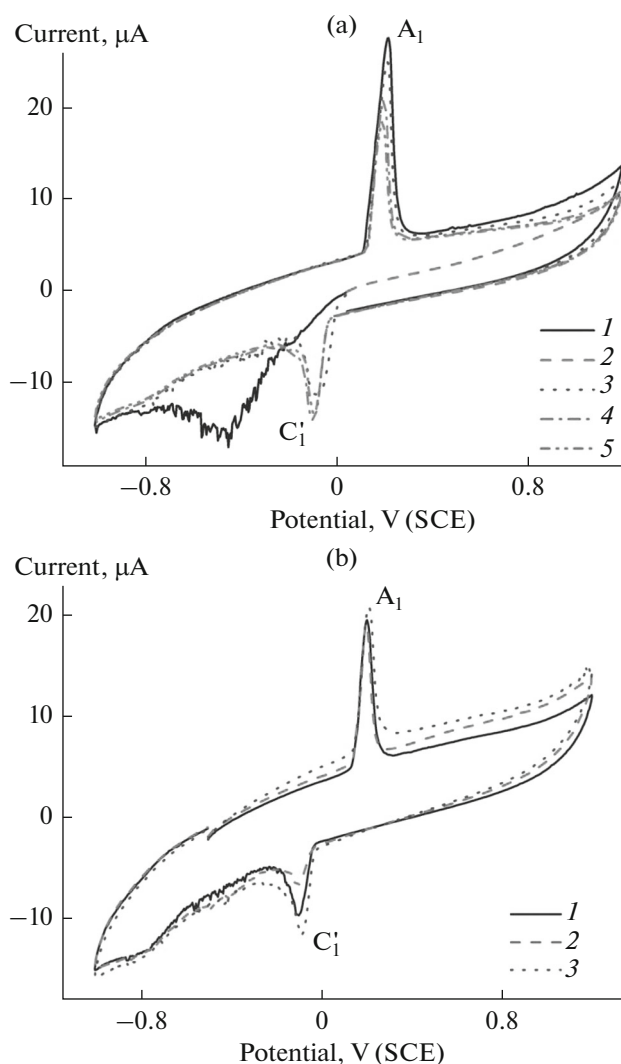 (a)
Current, μA
A₁
20
10
0
−10
C′₁
1
2
3
4
5
−0.8
0
0.8
Potential, V (SCE)
(b)
Current, μA
A₁
20
10
0
−10
C′₁
1
2
3
−0.8
0
0.8
Potential, V (SCE)